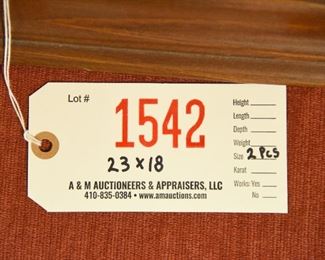 Lot #
1542
23 x 18
A & M AUCTIONEERS & APPRAISERS, LLC
410-835-0384 • www.amauctions.com
Height
Length
Depth
Weight
Size 2 Pcs
Karat
Works: Yes
No